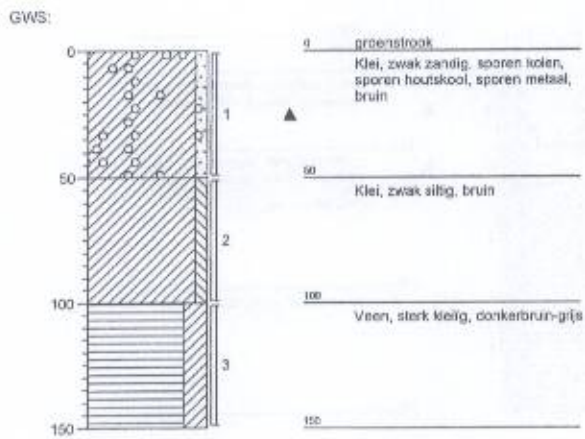 GWS:
0
50
100
150
1
2
3
0 groenstrook
Klei, zwak zandig, sporen kolen,
sporen houtskool, sporen metaal,
bruin
50
Klei, zwak siltig, bruin
100
Veen, sterk kleiïg, donkerbruin-grijs
150